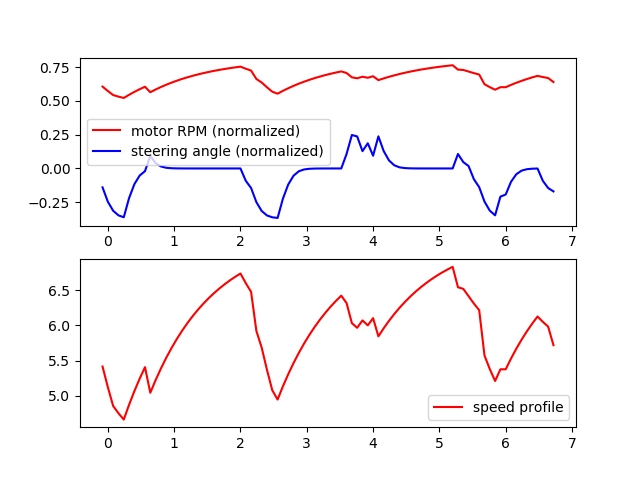 0.75
0.50
0.25
0.00
−0.25
motor RPM (normalized)
steering angle (normalized)
0 1 2 3 4 5 6 7
6.5
6.0
5.5
5.0
speed profile
0 1 2 3 4 5 6 7